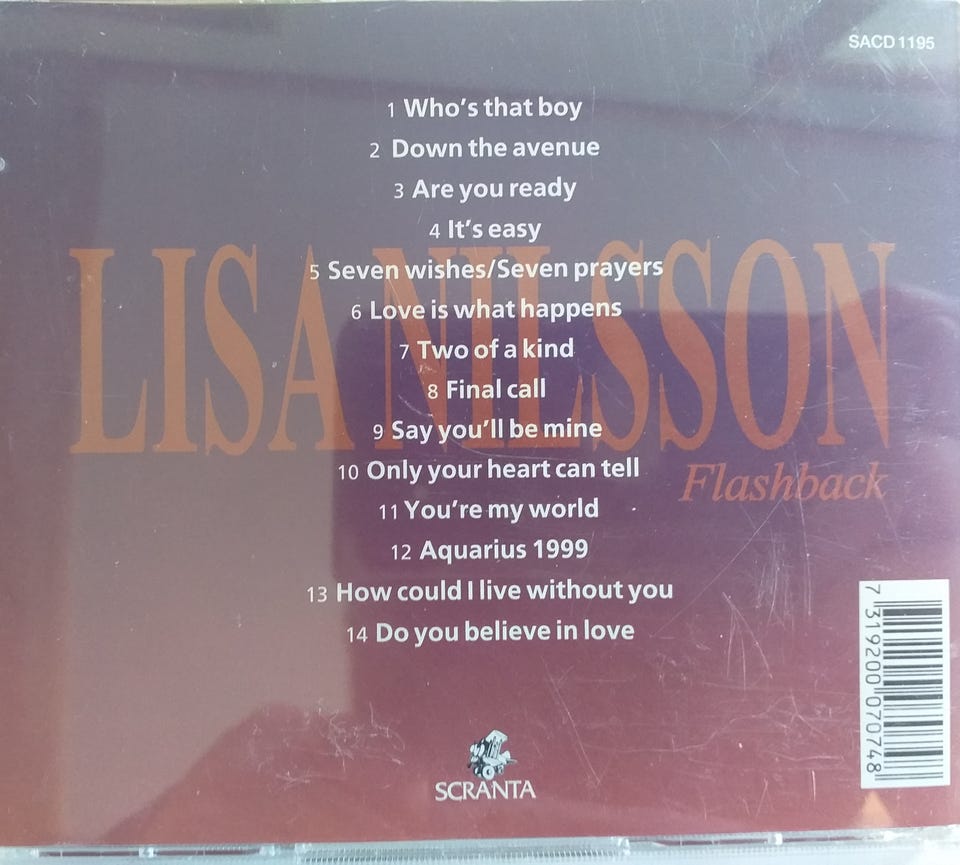 SACD 1195
1 Who's that boy
2 Down the avenue
3 Are you ready
4 It's easy
5 Seven wishes/Seven prayers
6 Love is what happens
7 Two of a kind
8 Final call
9 Say you'll be mine
10 Only your heart can tell
11 You're my world
12 Aquarius 1999
13 How could I live without you
14 Do you believe in love
LISA NILSSON
Flashback
7 319200 070748
SCRANTA